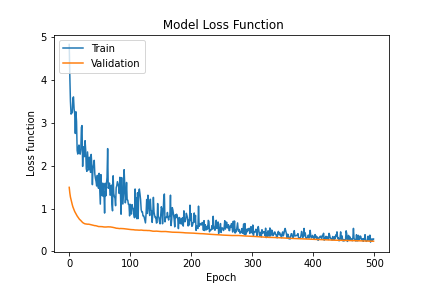 Model Loss Function
5
4
3
2
1
0
Loss function
Train
Validation
0 100 200 300 400 500
Epoch